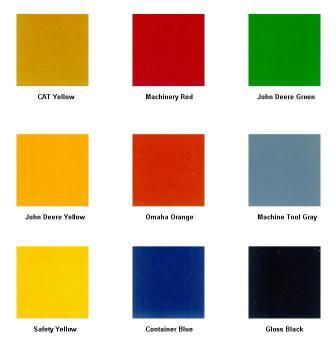 CAT Yellow
Machinery Red
John Deere Green
John Deere Yellow
Omaha Orange
Machine Tool Gray
Safety Yellow
Container Blue
Gloss Black